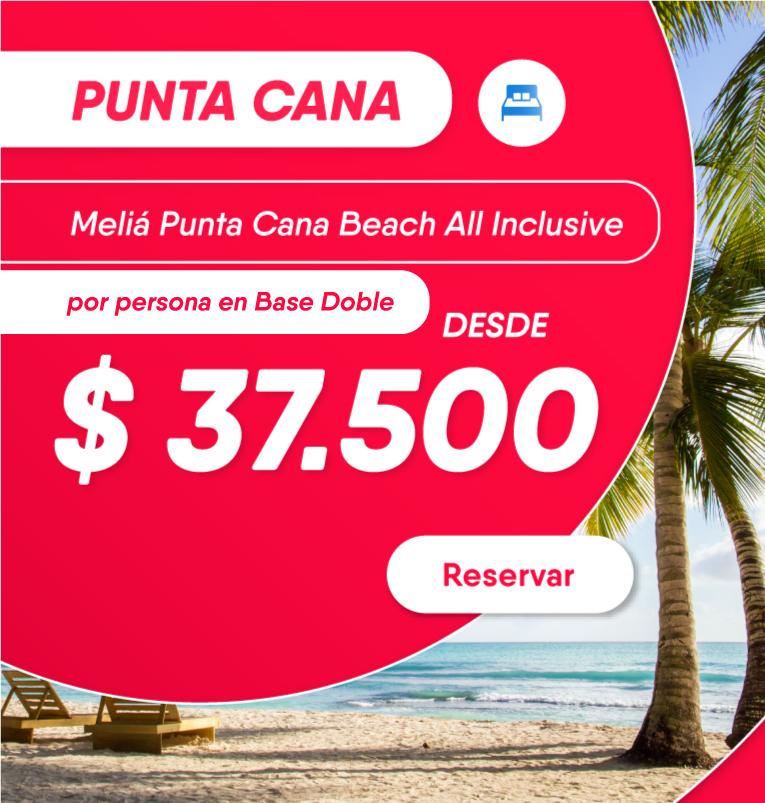 PUNTA CANA
Meliá Punta Cana Beach All Inclusive
por persona en Base Doble
DESDE
$ 37.500
Reservar